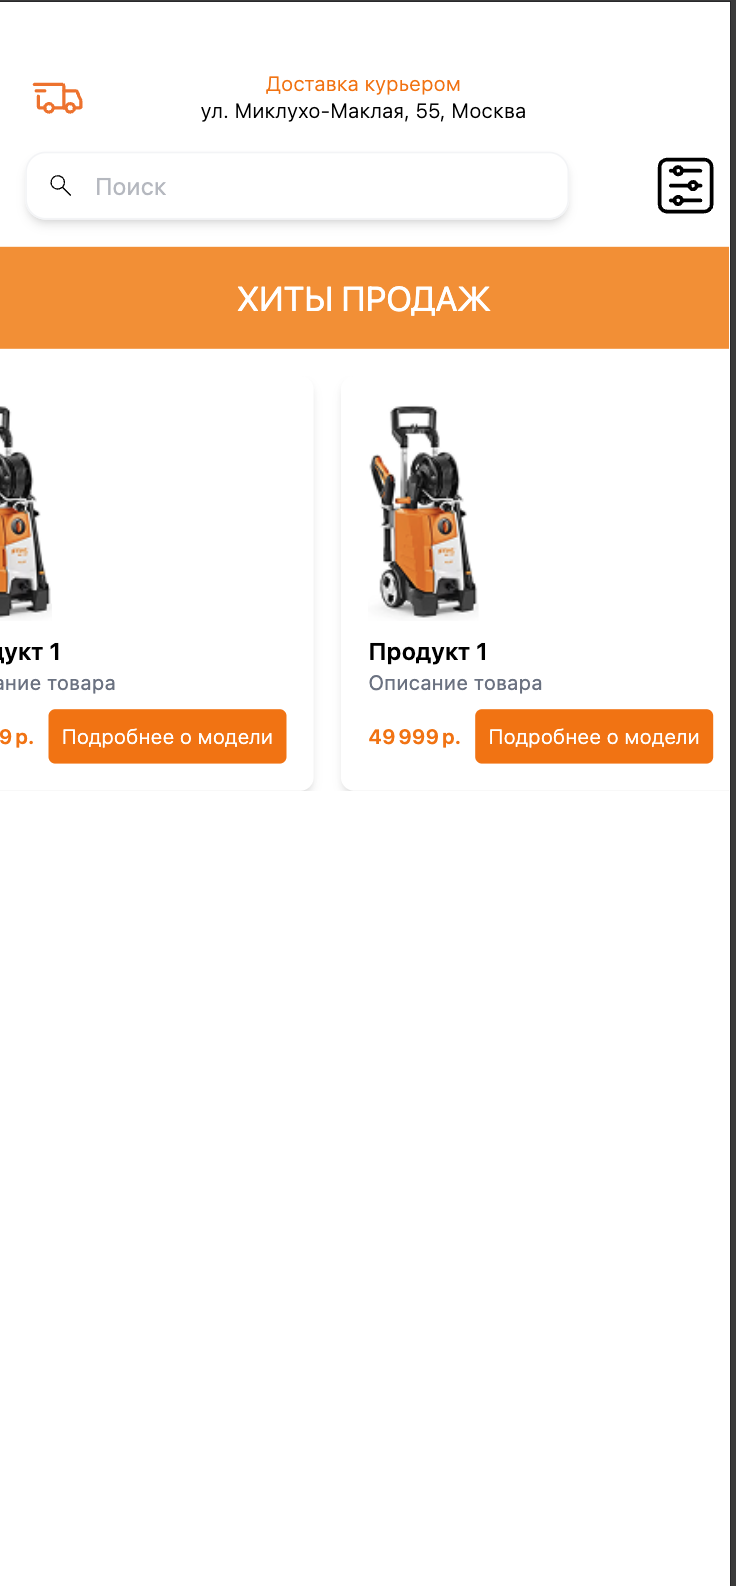 Доставка курьером
ул. Миклухо-Маклая, 55, Москва
Поиск
ХИТЫ ПРОДАЖ
дукт 1
ание товара
9 р.
Подробнее о модели
Продукт 1
Описание товара
49 999 р.
Подробнее о модели